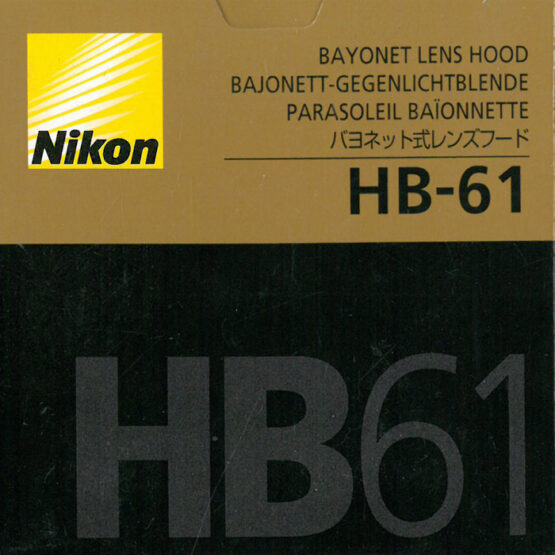 Nikon
BAYONET LENS HOOD
BAJONETT-GEGENLICHTBLENDE
PARASOLEIL BAÏONNETTE
バヨネット式レンズフード
HB-61
HB61